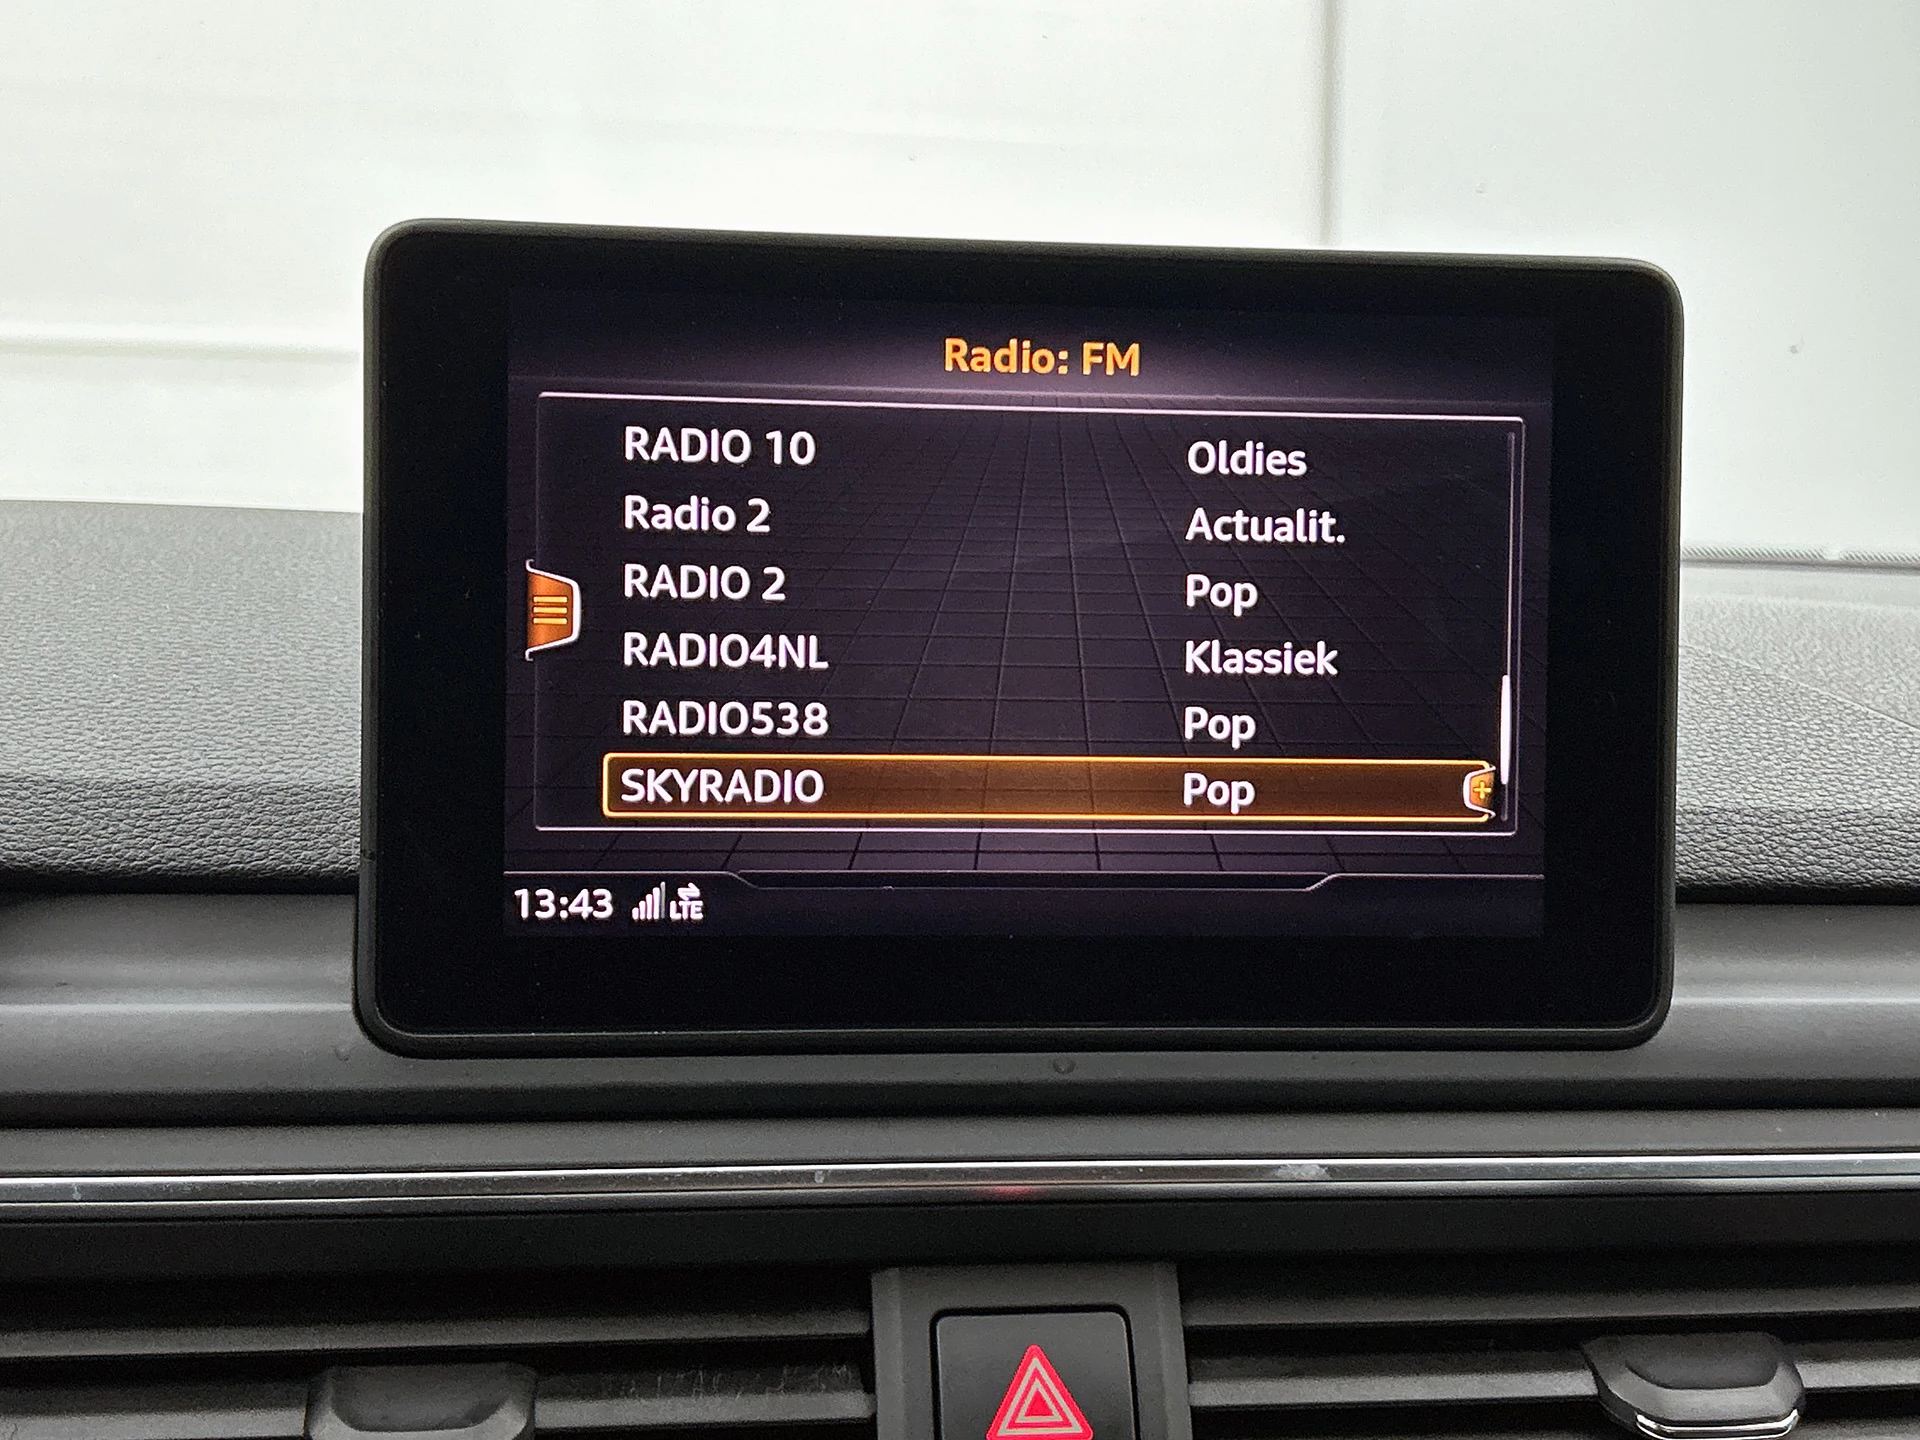 Radio: FM
RADIO 10 Oldies
Radio 2 Actualit.
RADIO 2 Pop
RADIO4NL Klassiek
RADIO538 Pop
SKYRADIO Pop
13:43 LTE